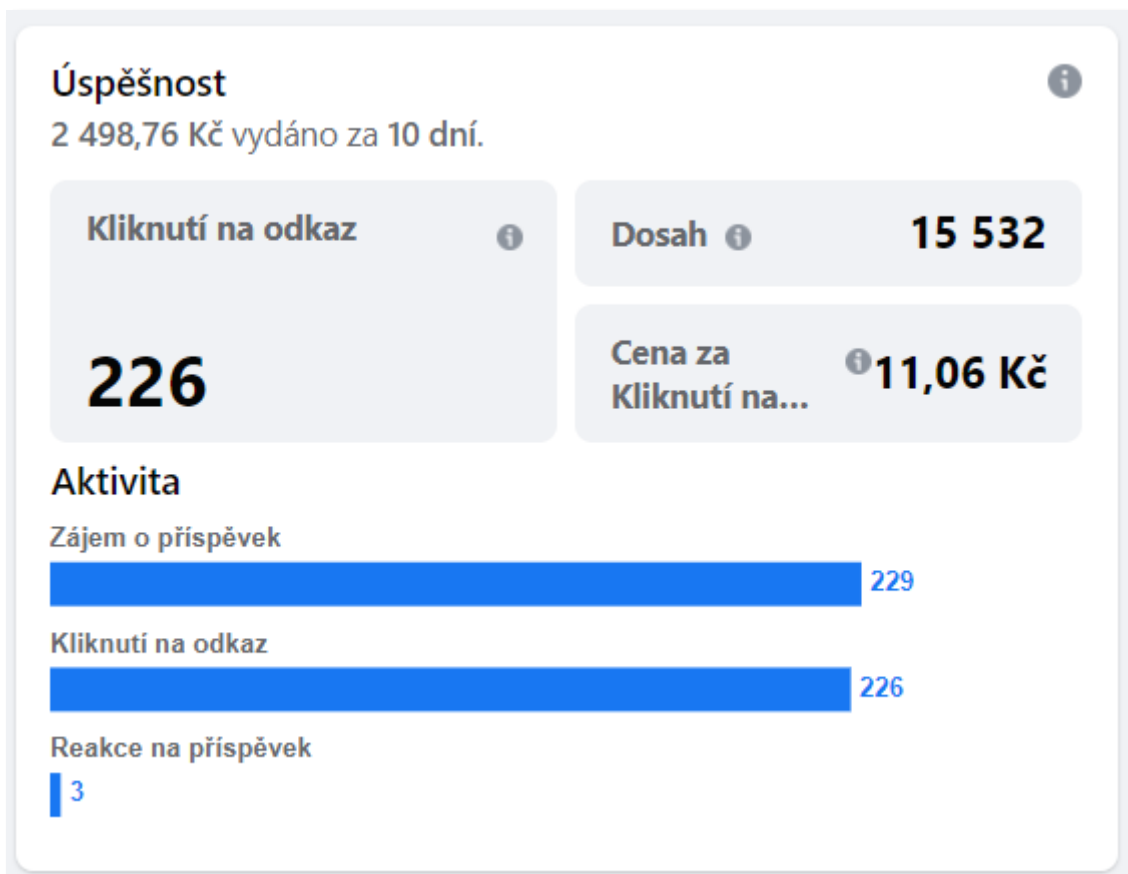 Úspěšnost
2 498,76 Kč vydáno za 10 dní.
Kliknutí na odkaz
226
Dosah 15 532
Cena za
Kliknutí na...
11,06 Kč
Aktivita
Zájem o příspěvek
229
Kliknutí na odkaz
226
Reakce na příspěvek
3